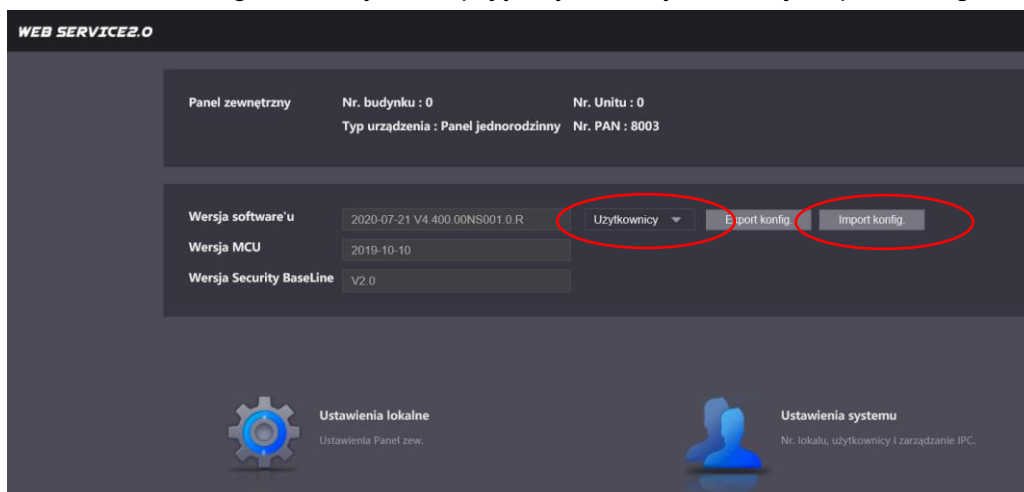 WEB SERVICE2.0
Panel zewnętrzny Nr. budynku : 0 Nr. Unitu : 0
Typ urządzenia : Panel jednorodzinny Nr. PAN : 8003
Wersja software'u 2020-07-21 V4.400.00NS001.0.R Użytkownicy Export konfig. Import konfig.
Wersja MCU 2019-10-10
Wersja Security BaseLine V2.0
Ustawienia lokalne Ustawienia systemu
Ustawienia Panel zew. Nr. lokalu, użytkownicy i zarządzanie IPC.